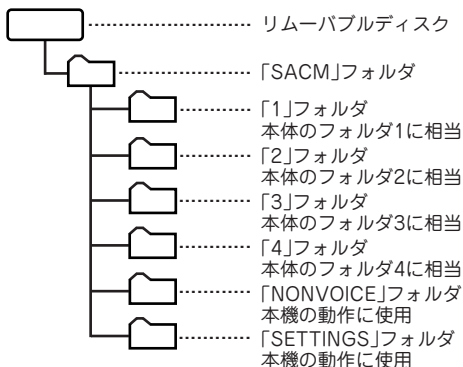 リムーバブルディスク
「SACM」フォルダ
「1」フォルダ
本体のフォルダ1に相当
「2」フォルダ
本体のフォルダ2に相当
「3」フォルダ
本体のフォルダ3に相当
「4」フォルダ
本体のフォルダ4に相当
「NONVOICE」フォルダ
本機の動作に使用
「SETTINGS」フォルダ
本機の動作に使用